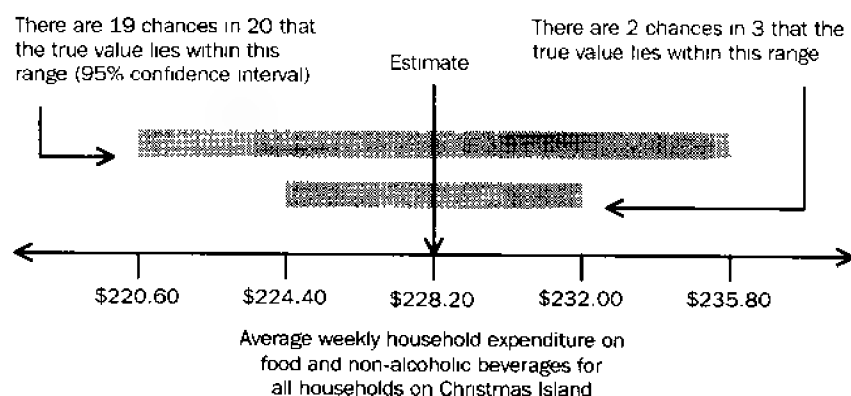 There are 19 chances in 20 that
the true value lies within this
range (95% confidence interval)
There are 2 chances in 3 that the
true value lies within this range
Estimate
$220.60 $224.40 $228.20 $232.00 $235.80
Average weekly household expenditure on
food and non-alcoholic beverages for
all households on Christmas Island